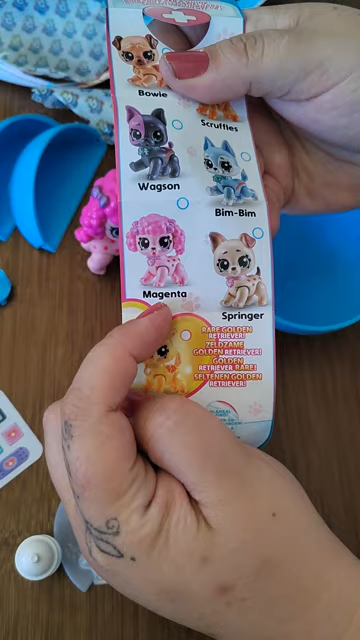 Bowie
Scruffles
Wagson
Bim-Bim
Magenta
Springer
RARE GOLDEN
RETRIEVER!
ZELDZAME
GOLDEN RETRIEVER!
GOLDEN
RETRIEVER RARE!
SELTENEN GOLDEN
RETRIEVER!